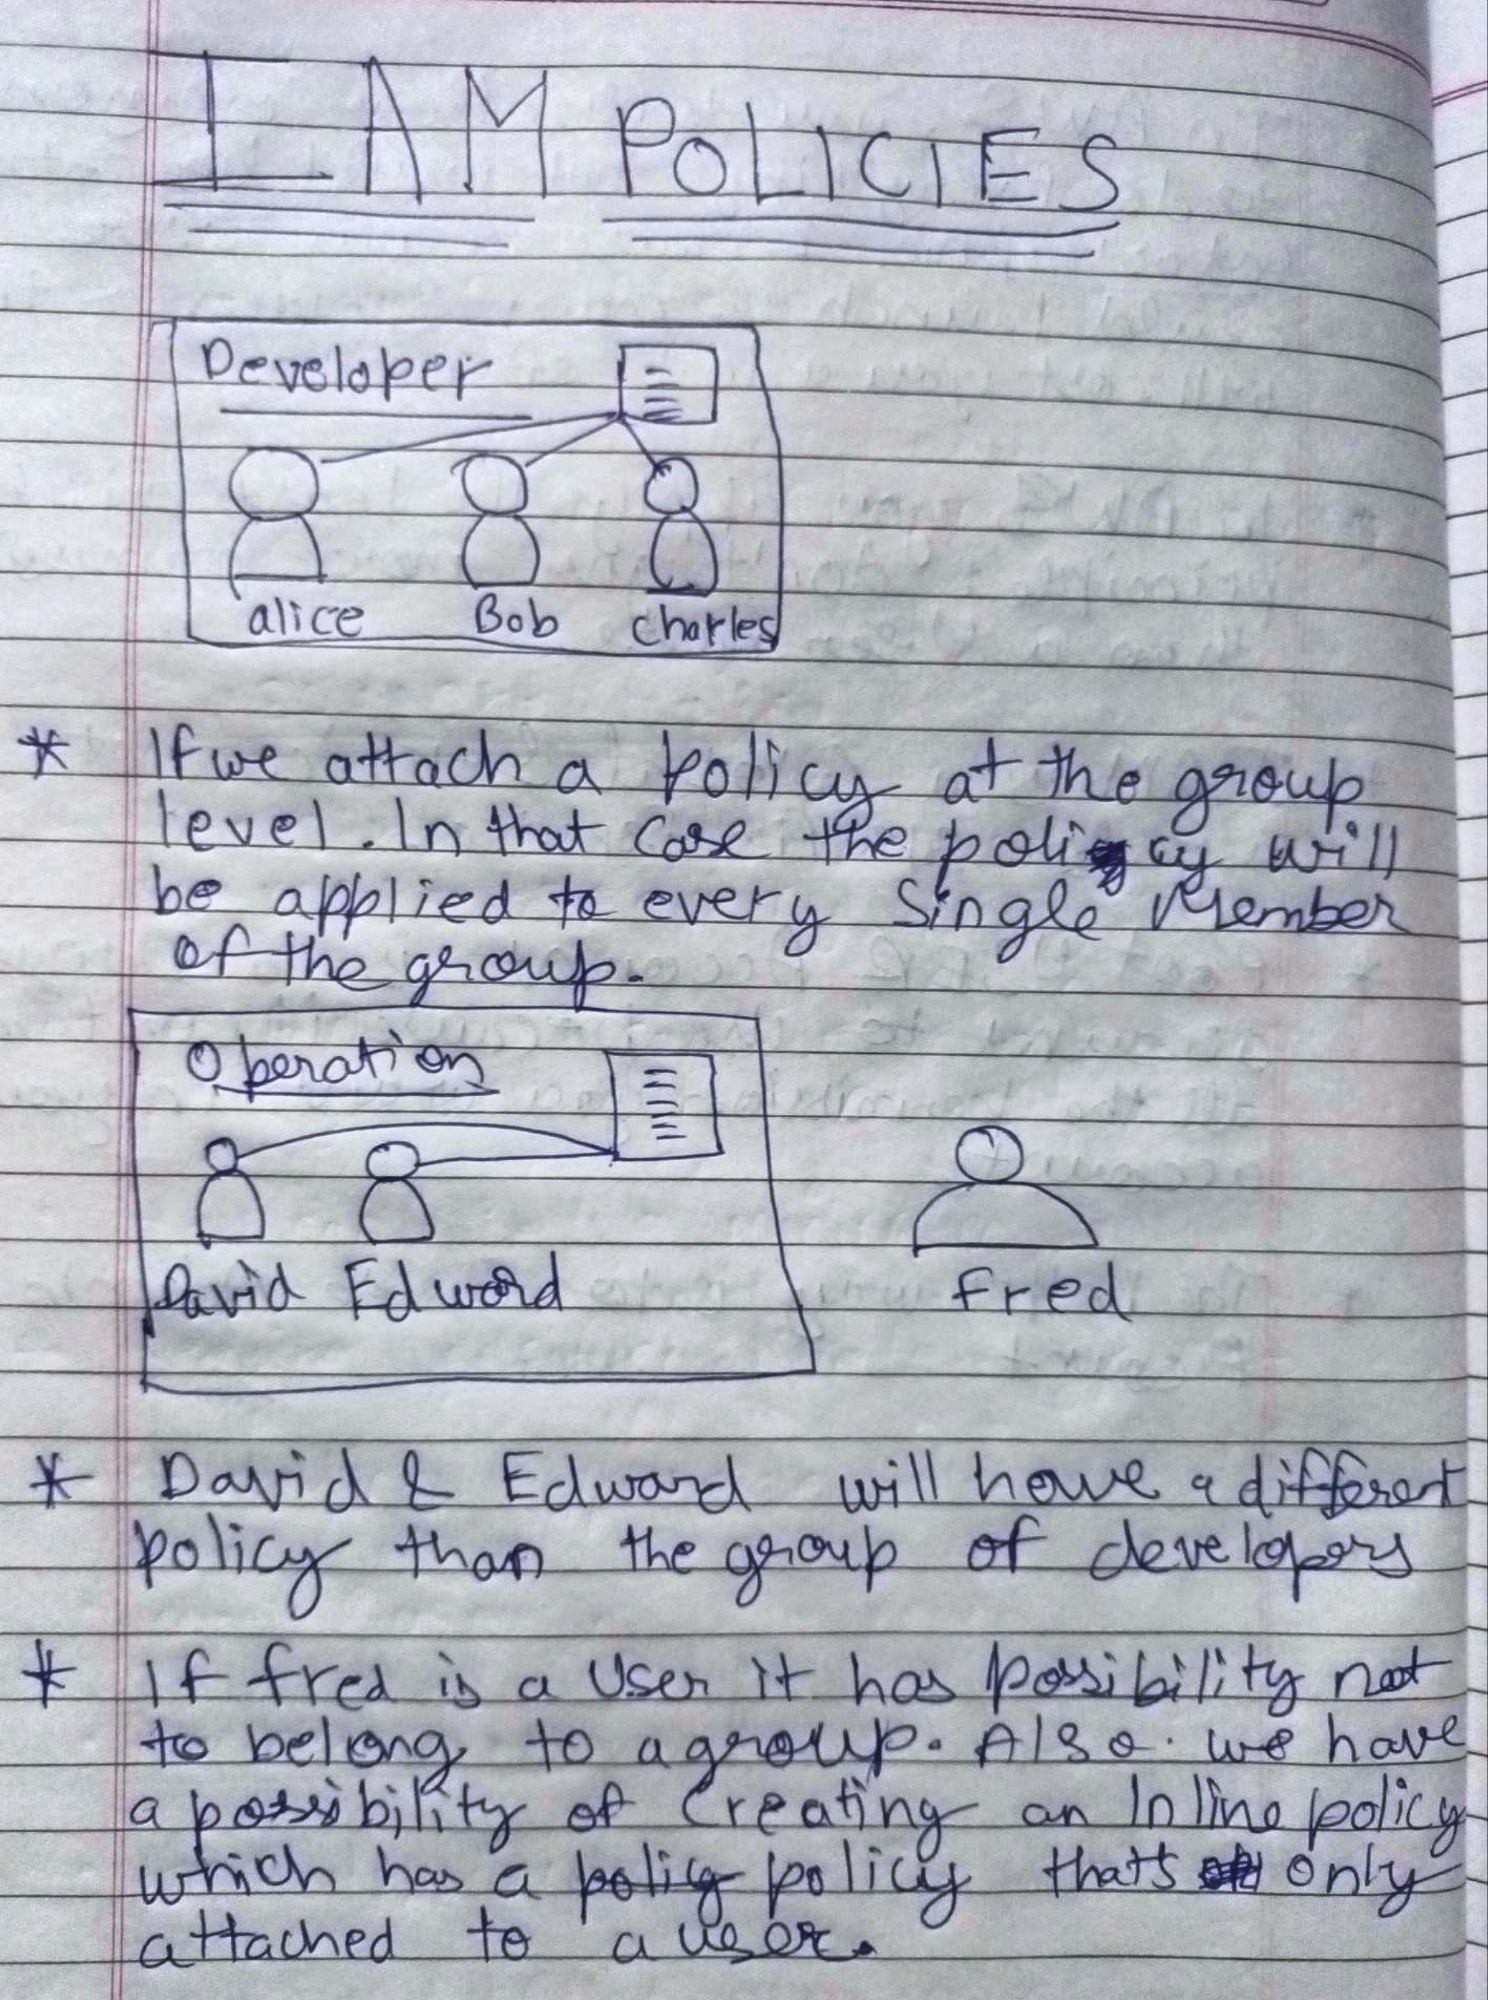 IAM POLICIES
Developer
alice Bob charles
* If we attach a policy at the group
level. In that case the policy will
be applied to every single Member
of the group.
Operation
David Edward
fred
* David & Edward will have a different
policy than the group of developers
* If fred is a user it has possibility not
to belong to a group. Also. we have
a possibility of creating an Inline policy
which has a policy policy thats only
attached to a user.